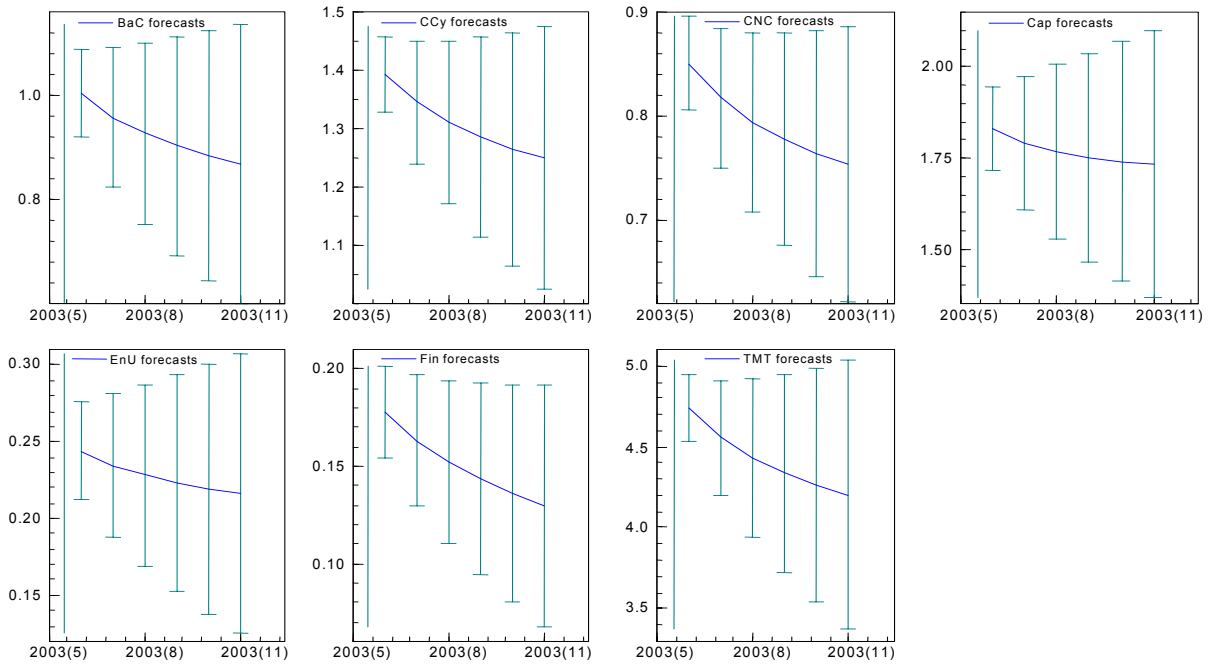 BaC forecasts
1.0
0.8
2003(5) 2003(8) 2003(11)
CCy forecasts
1.5
1.4
1.3
1.2
1.1
2003(5) 2003(8) 2003(11)
CNC forecasts
0.9
0.8
0.7
2003(5) 2003(8) 2003(11)
Cap forecasts
2.00
1.75
1.50
2003(5) 2003(8) 2003(11)
EnU forecasts
0.30
0.25
0.20
0.15
2003(5) 2003(8) 2003(11)
Fin forecasts
0.20
0.15
0.10
2003(5) 2003(8) 2003(11)
TMT forecasts
5.0
4.5
4.0
3.5
2003(5) 2003(8) 2003(11)